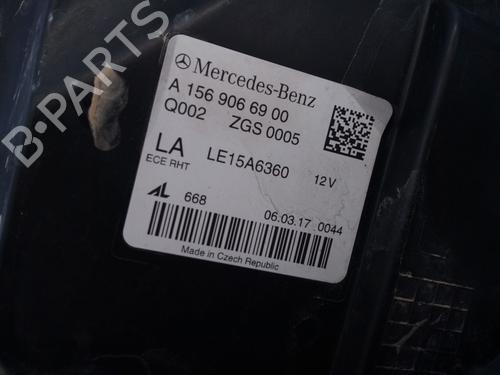 B-PARTS
Mercedes-Benz
A 156 906 69 00
Q002 ZGS 0005
LA LE15A6360 12 V
ECE RHT
AL 668 06.03.17 0044
Made in Czech Republic